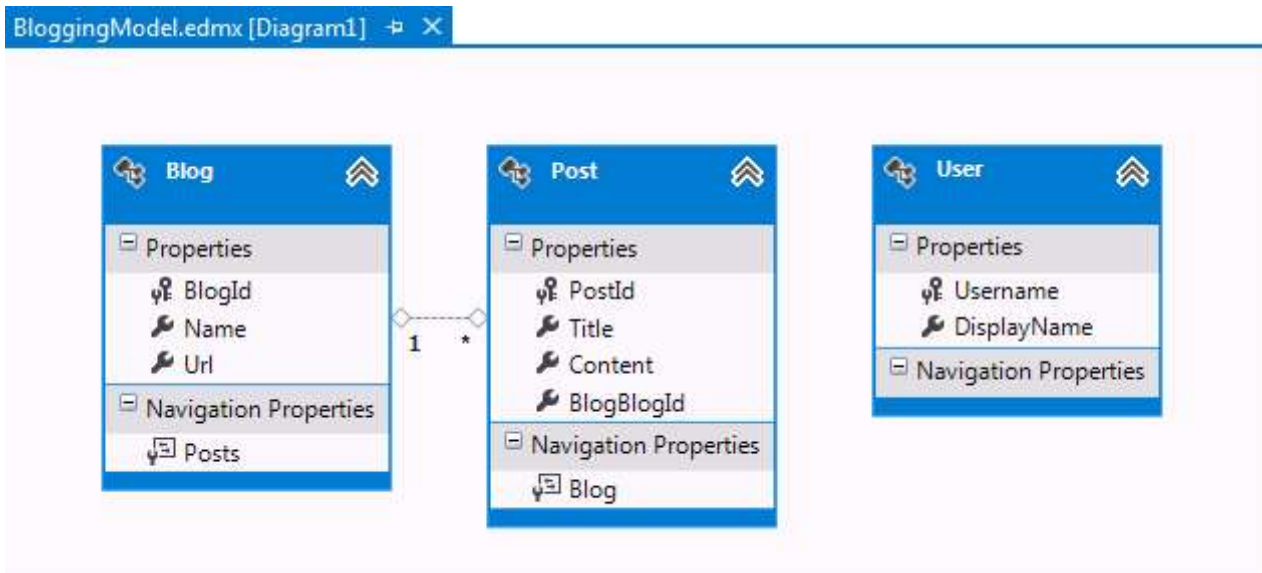 BloggingModel.edmx [Diagram1]
Blog
Properties
BlogId
Name
Url
Navigation Properties
Posts
1 *
Post
Properties
PostId
Title
Content
BlogBlogId
Navigation Properties
Blog
User
Properties
Username
DisplayName
Navigation Properties